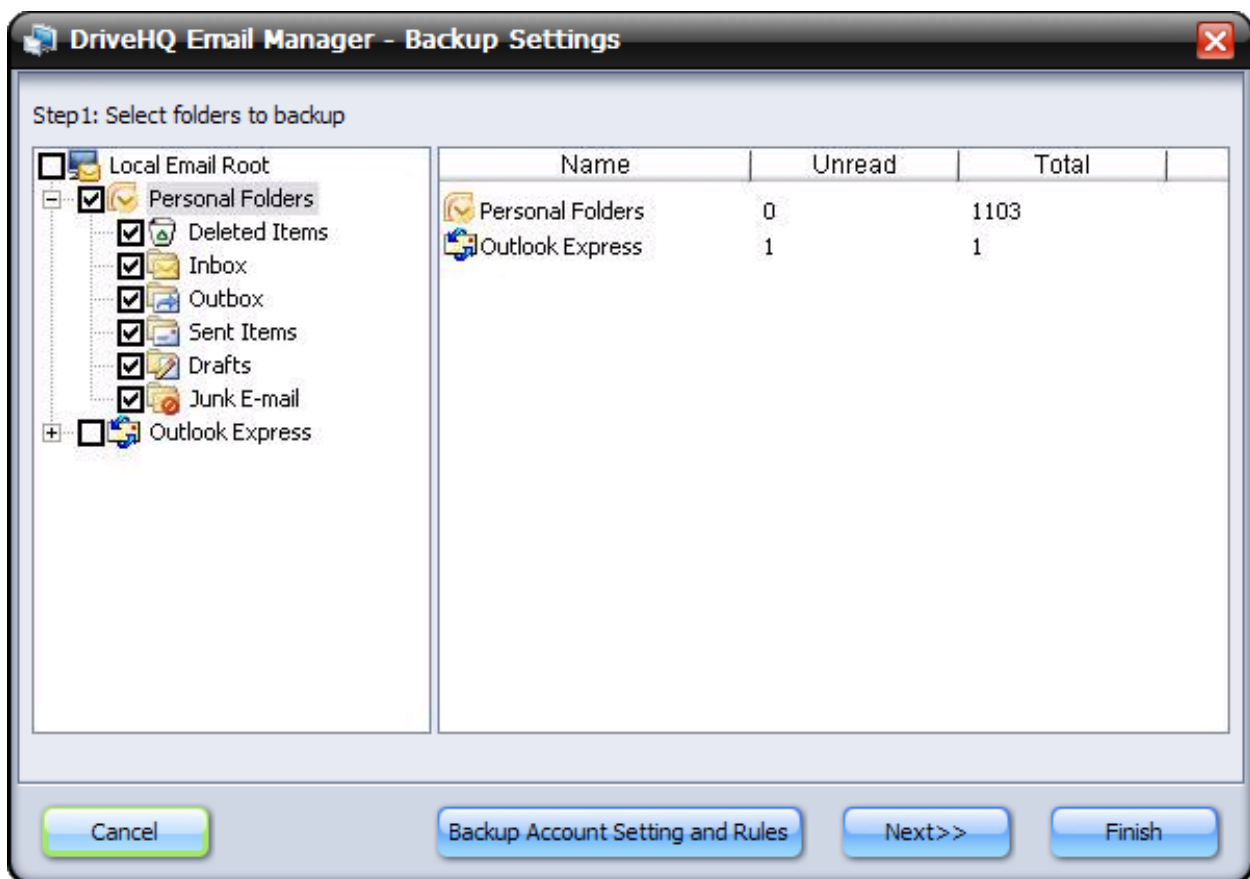 DriveHQ Email Manager - Backup Settings
Step1: Select folders to backup
Local Email Root
Personal Folders
Deleted Items
Inbox
Outbox
Sent Items
Drafts
Junk E-mail
Outlook Express
Name Unread Total
Personal Folders 0 1103
Outlook Express 1 1
Cancel Backup Account Setting and Rules Next>> Finish